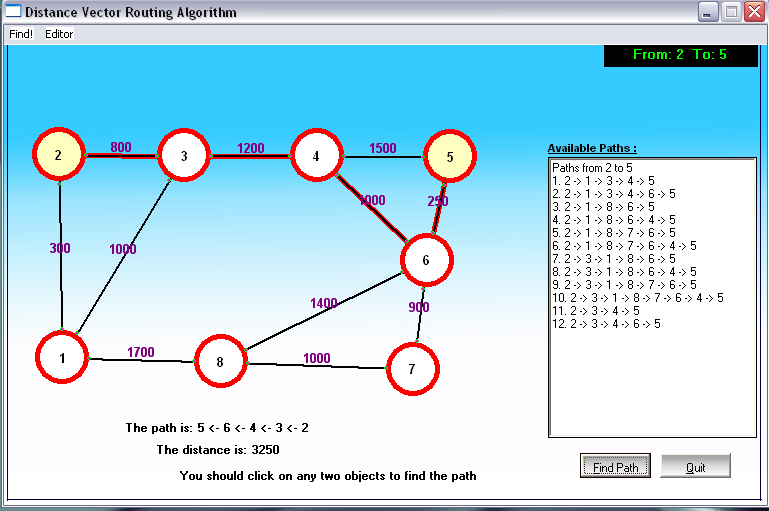 Distance Vector Routing Algorithm
Find! Editor
From: 2 To: 5
2
800
3
1200
4
1500
5
Available Paths :
Paths from 2 to 5
1. 2 -> 1 -> 3 -> 4 -> 5
2. 2 -> 1 -> 3 -> 4 -> 6 -> 5
3. 2 -> 1 -> 8 -> 6 -> 5
4. 2 -> 1 -> 8 -> 6 -> 4 -> 5
5. 2 -> 1 -> 8 -> 7 -> 6 -> 5
6. 2 -> 1 -> 8 -> 7 -> 6 -> 4 -> 5
7. 2 -> 3 -> 1 -> 8 -> 6 -> 5
8. 2 -> 3 -> 1 -> 8 -> 6 -> 4 -> 5
9. 2 -> 3 -> 1 -> 8 -> 7 -> 6 -> 5
10. 2 -> 3 -> 1 -> 8 -> 7 -> 6 -> 4 -> 5
11. 2 -> 3 -> 4 -> 5
12. 2 -> 3 -> 4 -> 6 -> 5
1000
250
300
1000
6
1400
900
1
1700
8
1000
7
The path is: 5 <- 6 <- 4 <- 3 <- 2
The distance is: 3250
You should click on any two objects to find the path
Find Path
Quit